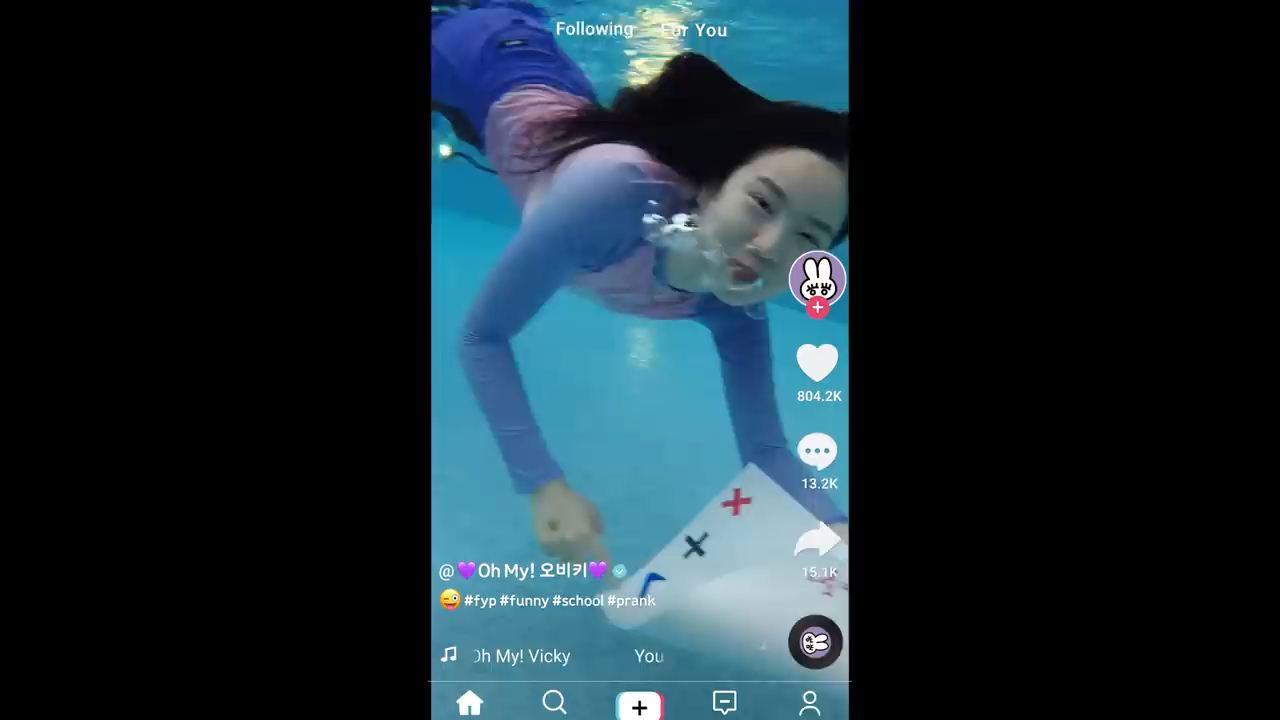 Following For You
804.2K
13.2K
15.1K
@💜Oh My! 오비키💜
😜 #fyp #funny #school #prank
Oh My! Vicky You